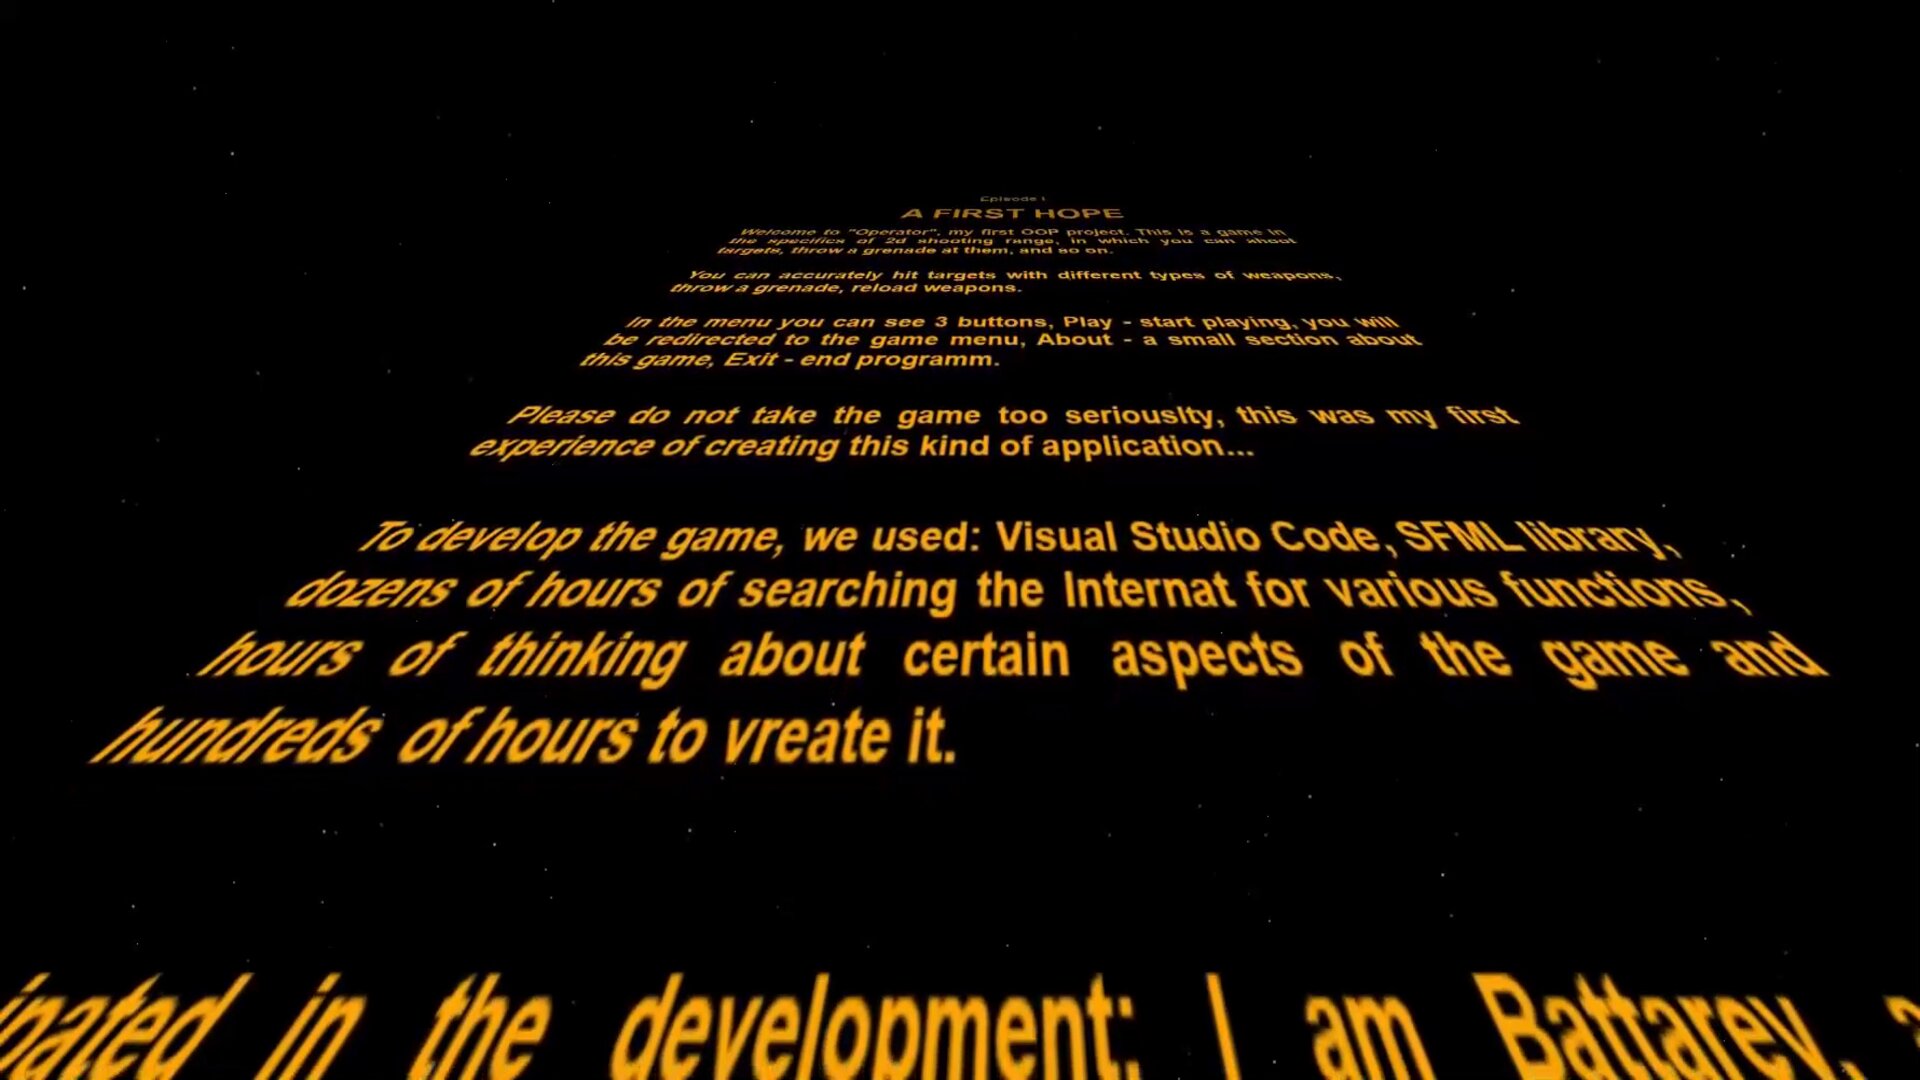 Episode I
A FIRST HOPE
Welcome to "Operator", my first OOP project. This is a game in
the specifics of 2d shooting range, in which you can shoot
targets, throw a grenade at them, and so on.
You can accurately hit targets with different types of weapons,
throw a grenade, reload weapons.
In the menu you can see 3 buttons, Play - start playing, you will
be redirected to the game menu, About - a small section about
this game, Exit - end programm.
Please do not take the game too seriouslty, this was my first
experience of creating this kind of application...
To develop the game, we used: Visual Studio Code, SFML library,
dozens of hours of searching the Internat for various functions,
hours of thinking about certain aspects of the game and
hundreds of hours to vreate it.
in the development: I am Battarey,